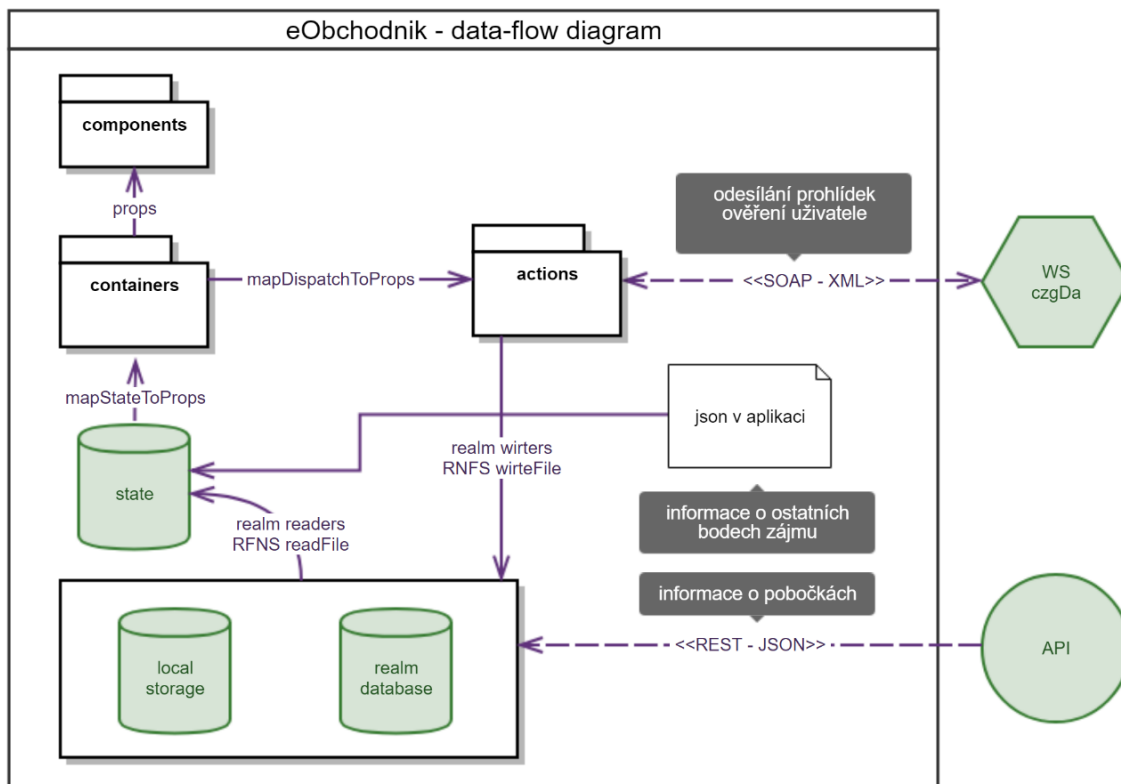 eObchodnik - data-flow diagram
components
props
containers
mapDispatchToProps
actions
odesílání prohlídek
ověření uživatele
<<SOAP - XML>>
WS
czgDa
mapStateToProps
state
json v aplikaci
realm wirters
RNFS wirteFile
realm readers
RFNS readFile
informace o ostatních
bodech zájmu
informace o pobočkách
<<REST - JSON>>
API
local
storage
realm
database